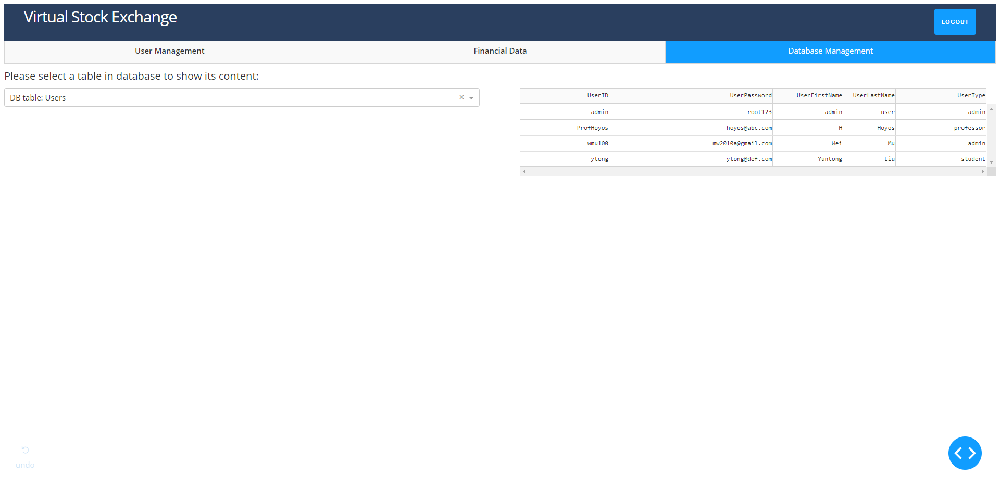 Virtual Stock Exchange
LOGOUT
User Management Financial Data Database Management
Please select a table in database to show its content:
DB table: Users
UserID UserPassword UserFirstName UserLastName UserType
admin root123 admin user admin
ProfHoyos hoyos@abc.com H Hoyos professor
wmu100 mw2010a@gmail.com Wei Mu admin
ytong ytong@def.com Yuntong Liu student
undo